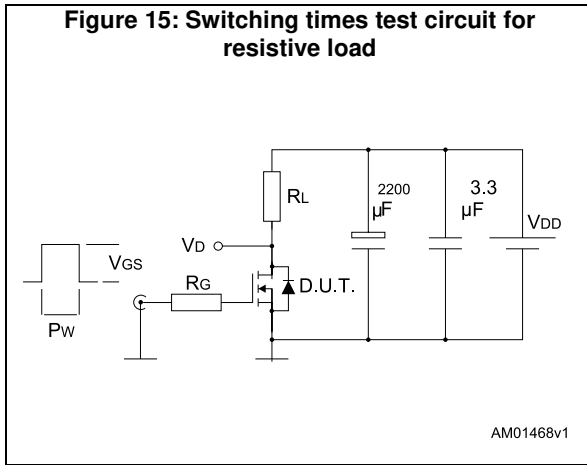 Figure 15: Switching times test circuit for
resistive load
RL
2200
μF
3.3
μF
VDD
VD
VGS
RG
D.U.T.
PW
AM01468v1